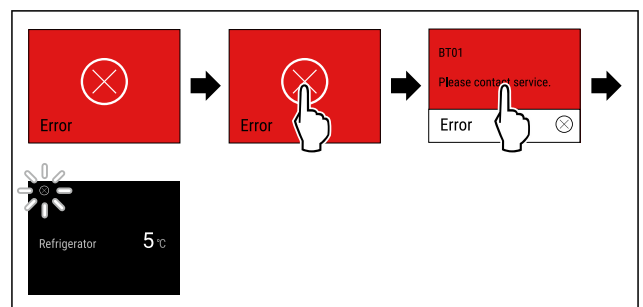 Error
Error
BT01
Please contact service.
Error
Refrigerator 5 °C